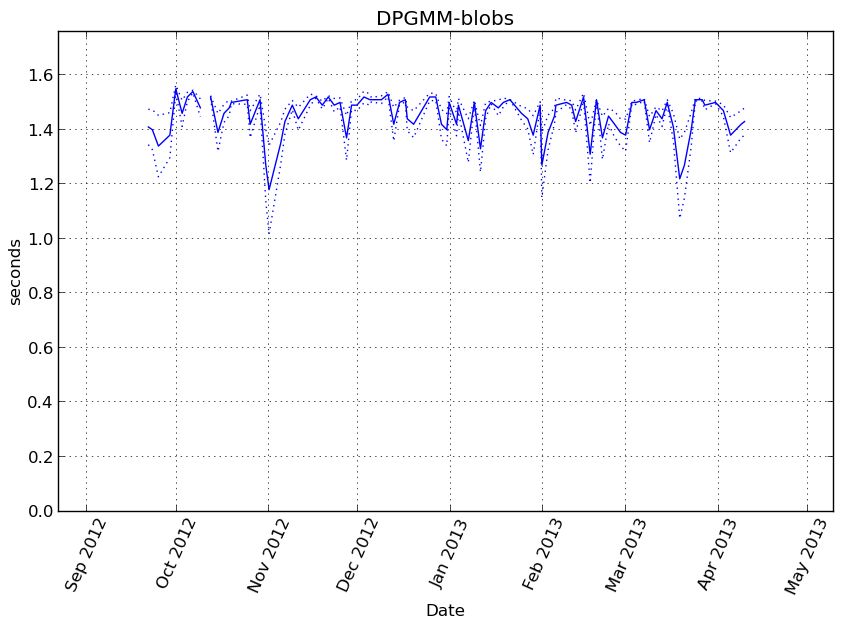 DPGMM-blobs
1.6
1.4
1.2
1.0
0.8
0.6
0.4
0.2
0.0
seconds
Sep 2012
Oct 2012
Nov 2012
Dec 2012
Jan 2013
Feb 2013
Mar 2013
Apr 2013
May 2013
Date